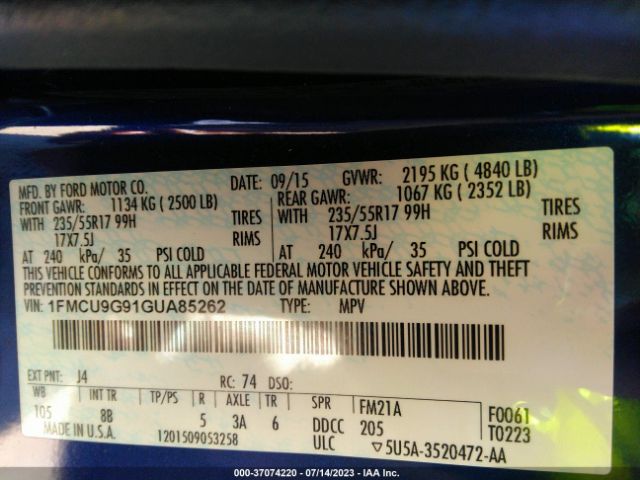 MFD. BY FORD MOTOR CO. DATE: 09/15 GVWR: 2195 KG ( 4840 LB)
FRONT GAWR: 1134 KG ( 2500 LB) REAR GAWR: 1067 KG ( 2352 LB)
WITH 235/55R17 99H TIRES WITH 235/55R17 99H TIRES
17X7.5J RIMS 17X7.5J RIMS
AT 240 kPa/ 35 PSI COLD AT 240 kPa/ 35 PSI COLD
THIS VEHICLE CONFORMS TO ALL APPLICABLE FEDERAL MOTOR VEHICLE SAFETY AND THEFT
PREVENTION STANDARDS IN EFFECT ON THE DATE OF MANUFACTURE SHOWN ABOVE.
VIN: 1FMCU9G91GUA85262 TYPE: MPV
EXT PNT: J4 RC: 74 DSO:
WB INT TR TP/PS R AXLE TR SPR FM21A F0061
105 8B 5 3A 6 DDCC 205 T0223
MADE IN U.S.A. 1201509053258 ULC ▽5U5A-3520472-AA
000-37074220 - 07/14/2023 - IAA Inc.